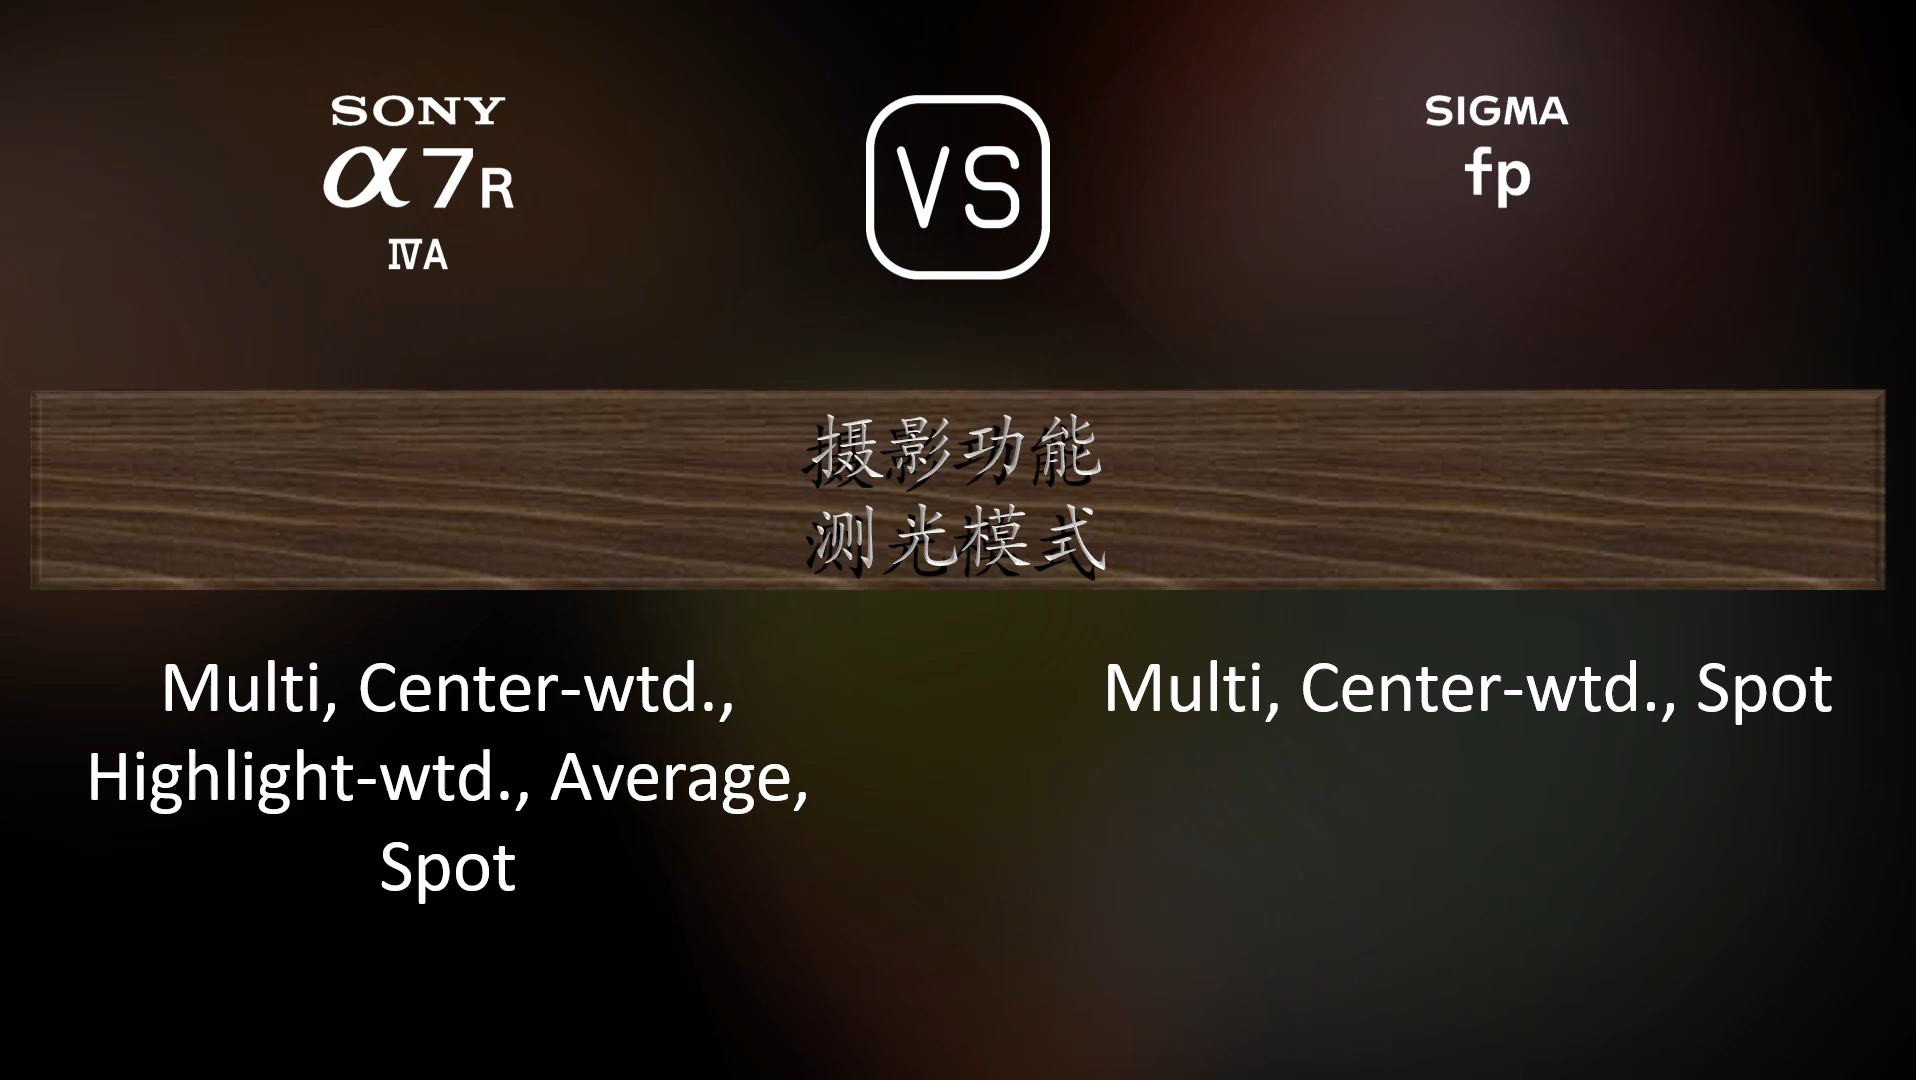 SONY
α7R
IVA
VS
SIGMA
fp
摄影功能
测光模式
Multi, Center-wtd.,
Highlight-wtd., Average,
Spot
Multi, Center-wtd., Spot